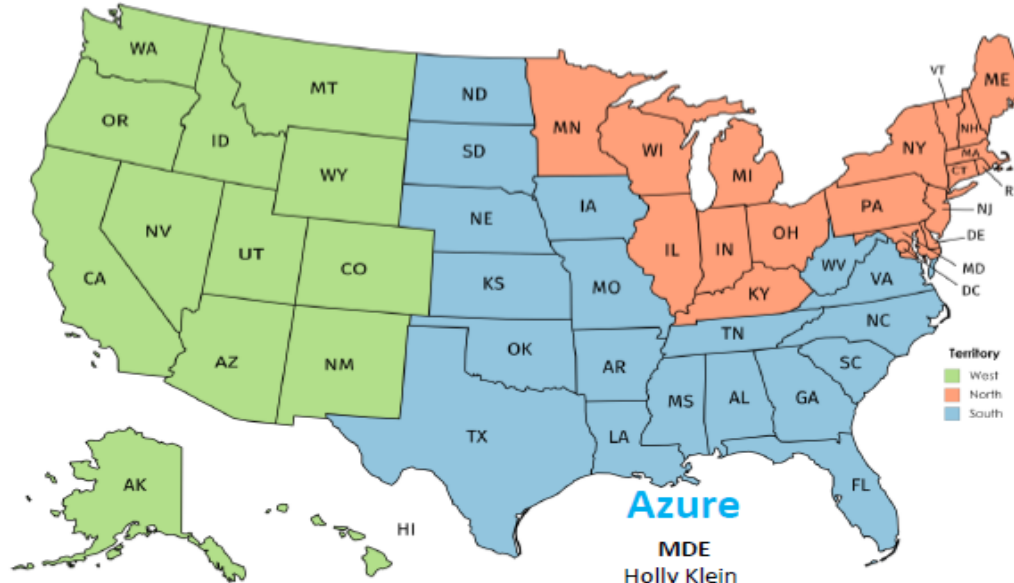 WA
MT
ND
MN
VT
ME
OR
ID
SD
WI
MI
NY
NH
MA
CT
R
WY
NE
IA
PA
NJ
NV
UT
CO
IL
IN
OH
DE
CA
KS
MO
WV
VA
MD
DC
KY
AZ
NM
OK
AR
TN
NC
SC
Territory
West
North
South
TX
LA
MS
AL
GA
FL
AK
HI
Azure
MDE
Holly Klein